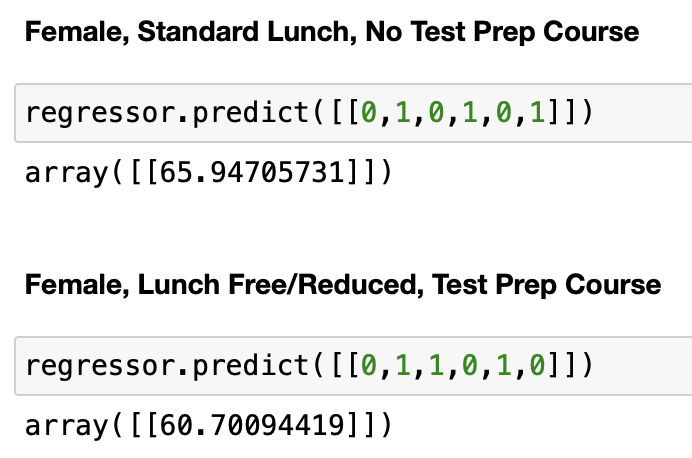 Female, Standard Lunch, No Test Prep Course
regressor.predict([[0,1,0,1,0,1]])
array([[65.94705731]])
Female, Lunch Free/Reduced, Test Prep Course
regressor.predict([[0,1,1,0,1,0]])
array([[60.70094419]])